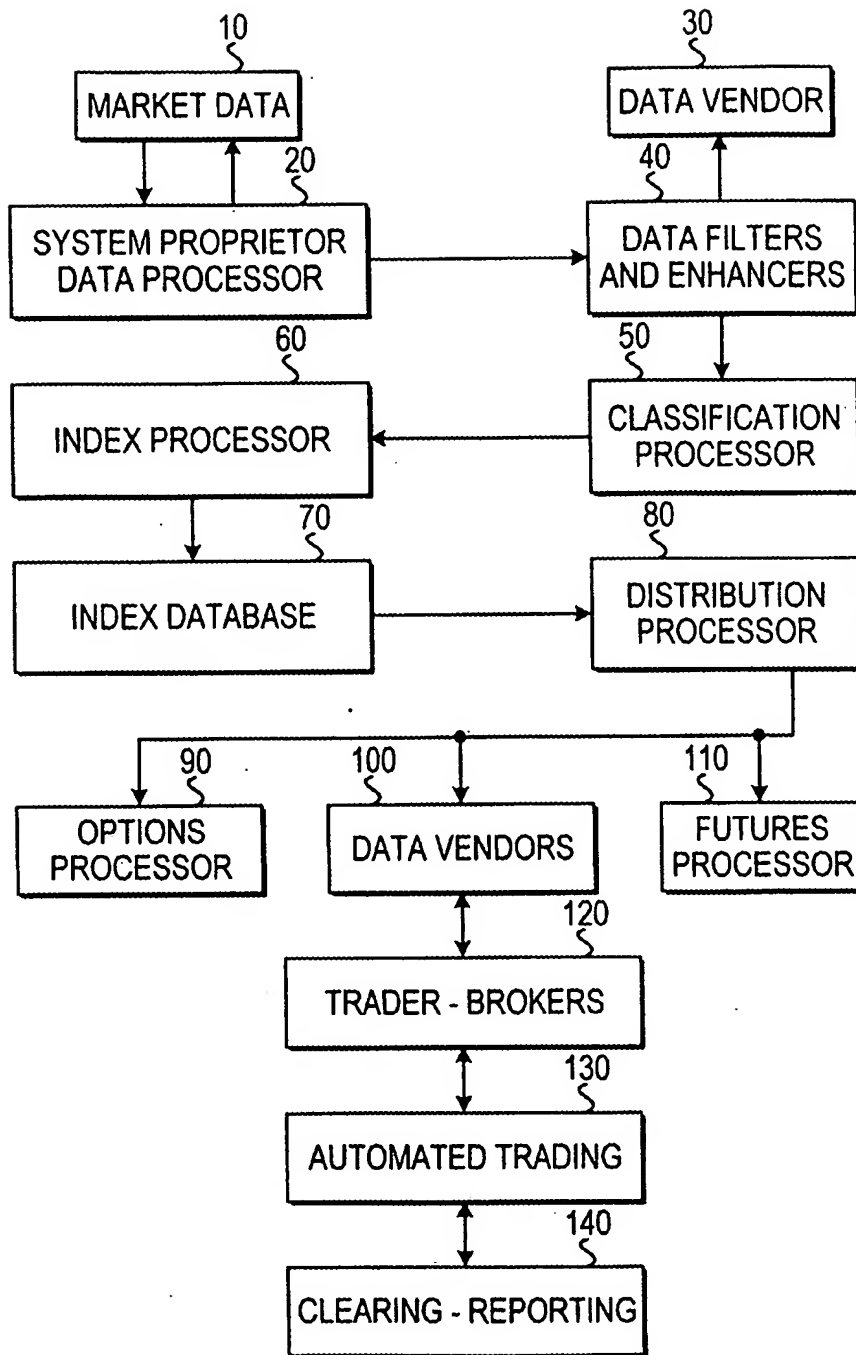 10
MARKET DATA
30
DATA VENDOR
20
SYSTEM PROPRIETOR
DATA PROCESSOR
40
DATA FILTERS
AND ENHANCERS
60
INDEX PROCESSOR
50
CLASSIFICATION
PROCESSOR
70
INDEX DATABASE
80
DISTRIBUTION
PROCESSOR
90
OPTIONS
PROCESSOR
100
DATA VENDORS
110
FUTURES
PROCESSOR
120
TRADER - BROKERS
130
AUTOMATED TRADING
140
CLEARING - REPORTING